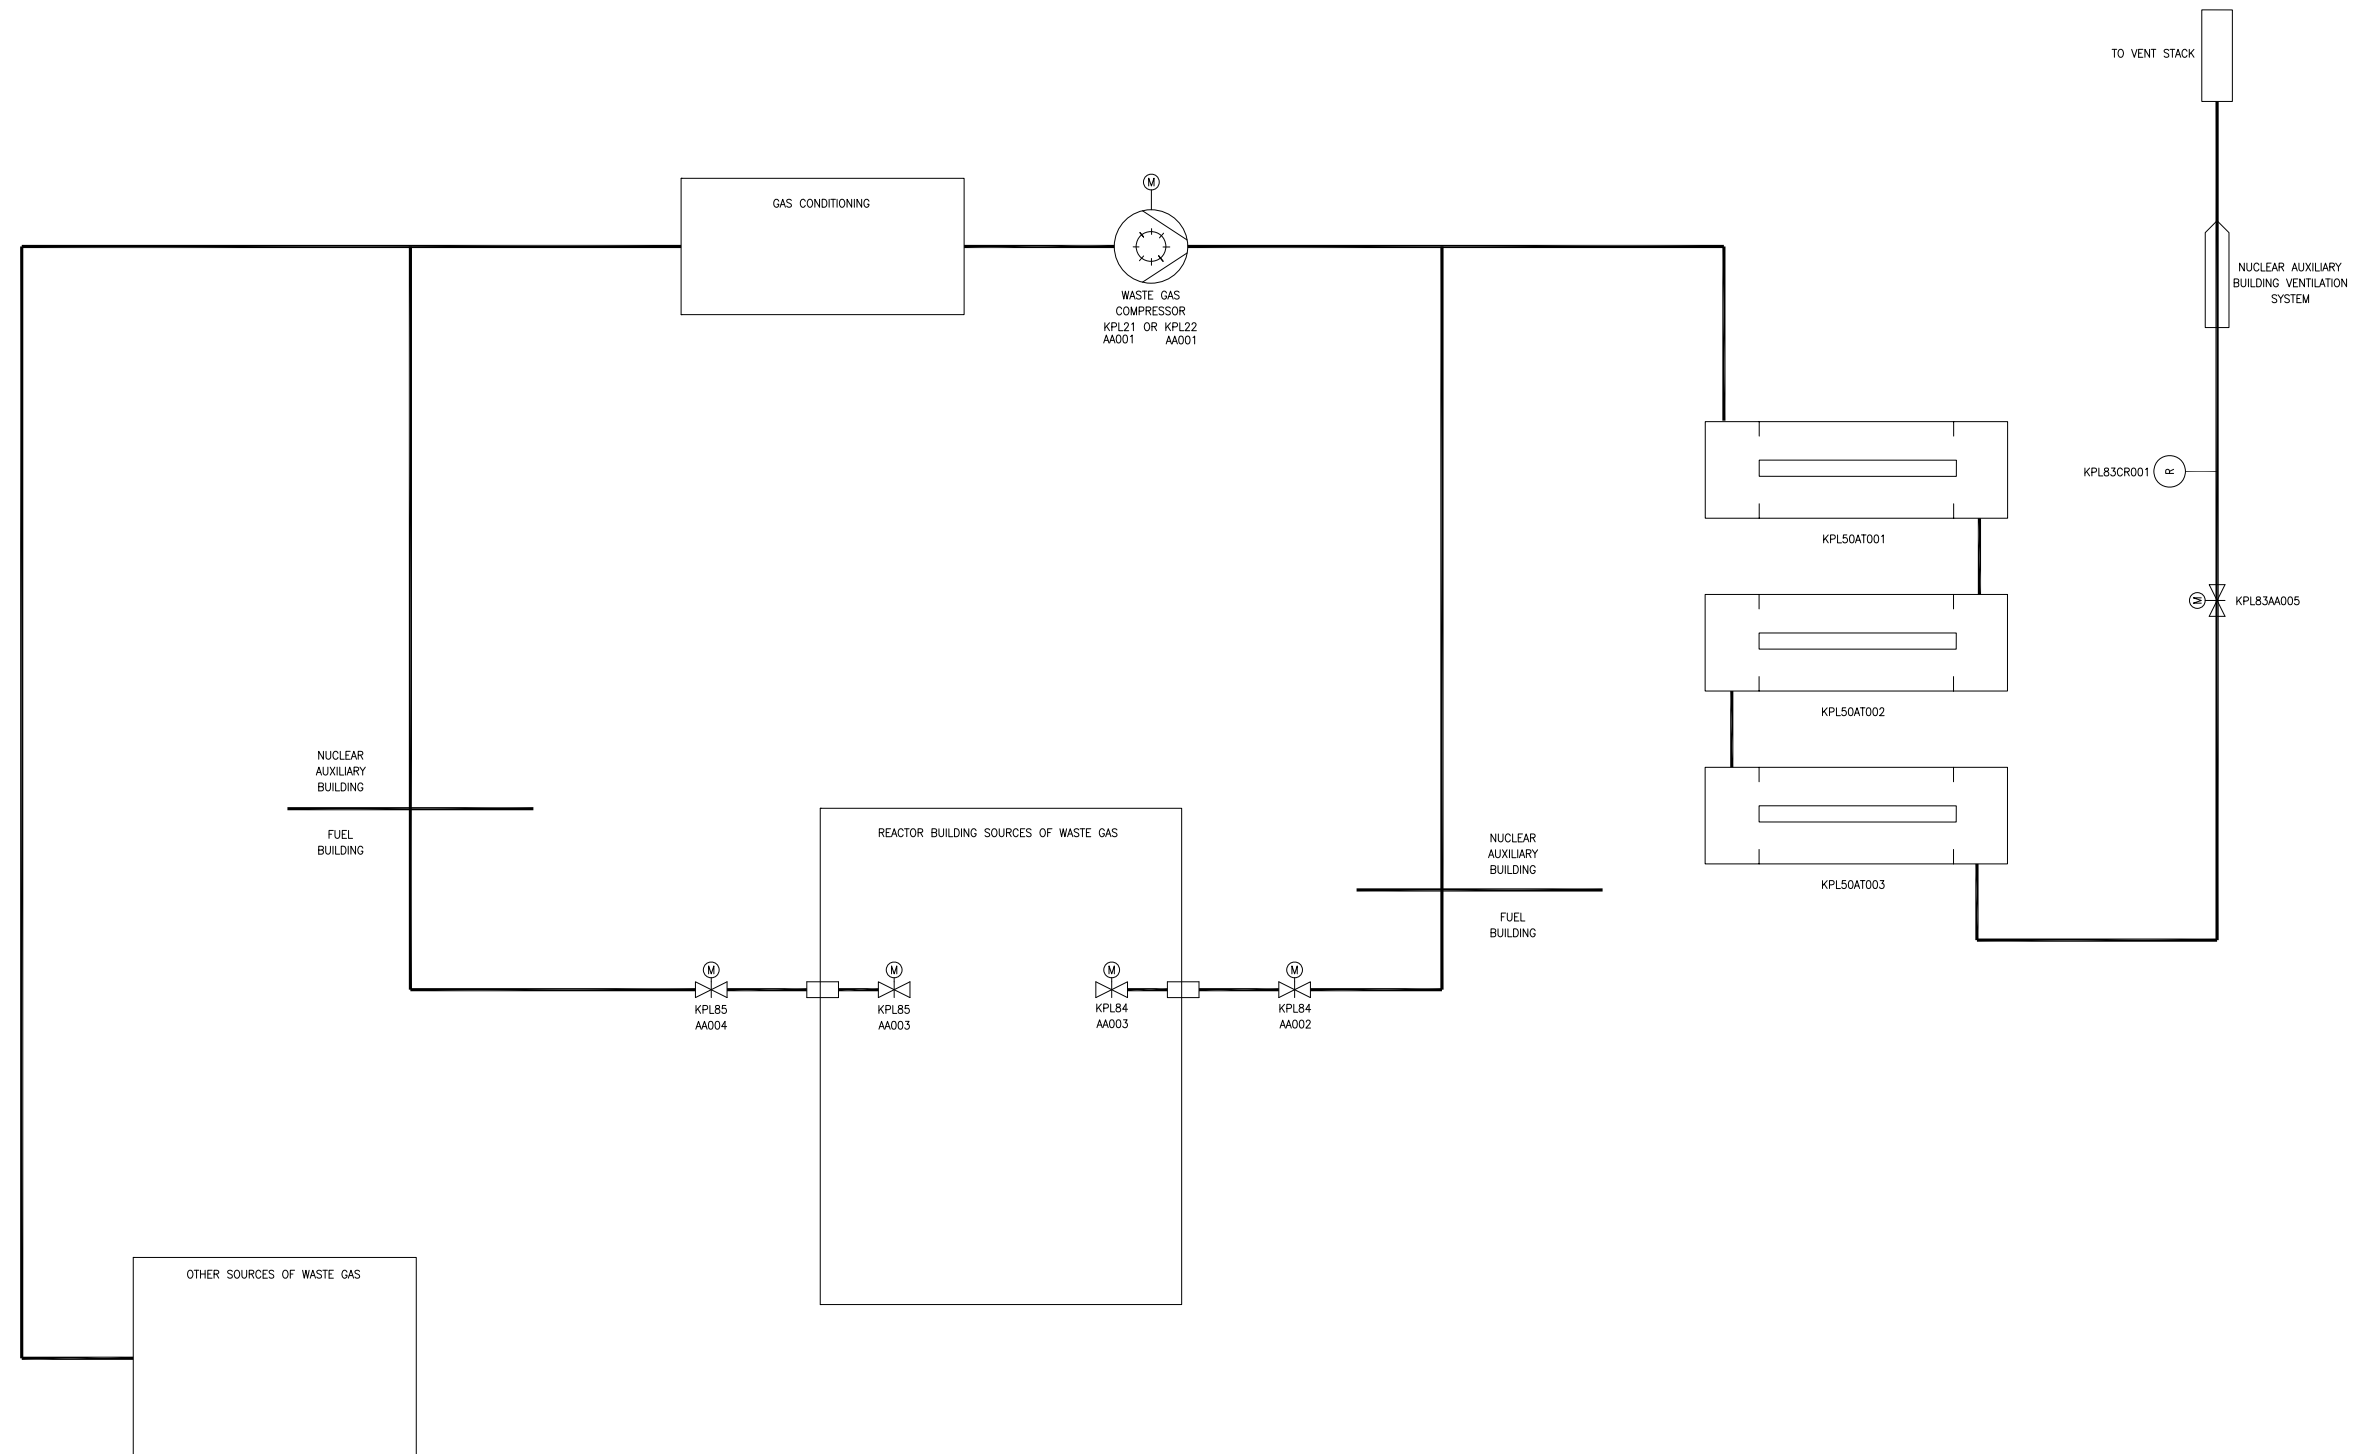 TO VENT STACK
M
GAS CONDITIONING
WASTE GAS
COMPRESSOR
KPL21 OR KPL22
AA001 AA001
NUCLEAR AUXILIARY
BUILDING VENTILATION
SYSTEM
KPL83CR001
R
KPL50AT001
M
KPL83AA005
KPL50AT002
NUCLEAR
AUXILIARY
BUILDING
FUEL
BUILDING
REACTOR BUILDING SOURCES OF WASTE GAS
NUCLEAR
AUXILIARY
BUILDING
FUEL
BUILDING
KPL50AT003
M
KPL85
AA004
M
KPL85
AA003
M
KPL84
AA003
M
KPL84
AA002
OTHER SOURCES OF WASTE GAS